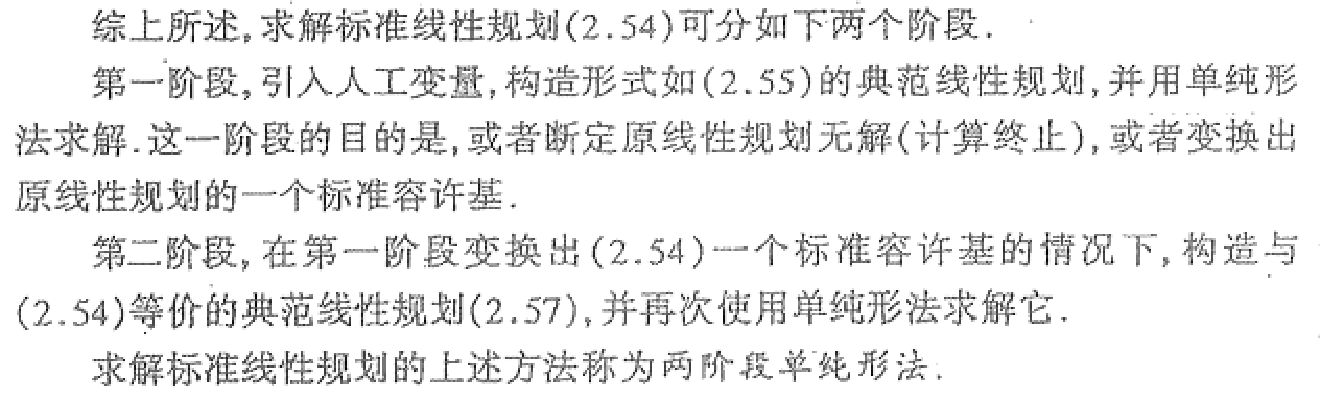 综上所述,求解标准线性规划(2.54)可分如下两个阶段.
第一阶段,引入人工变量,构造形式如(2.55)的典范线性规划,并用单纯形
法求解.这一阶段的目的是,或者断定原线性规划无解(计算终止),或者变换出
原线性规划的一个标准容许基.
第二阶段,在第一阶段变换出(2.54)一个标准容许基的情况下,构造与
(2.54)等价的典范线性规划(2.57),并再次使用单纯形法求解它.
求解标准线性规划的上述方法称为两阶段单纯形法.